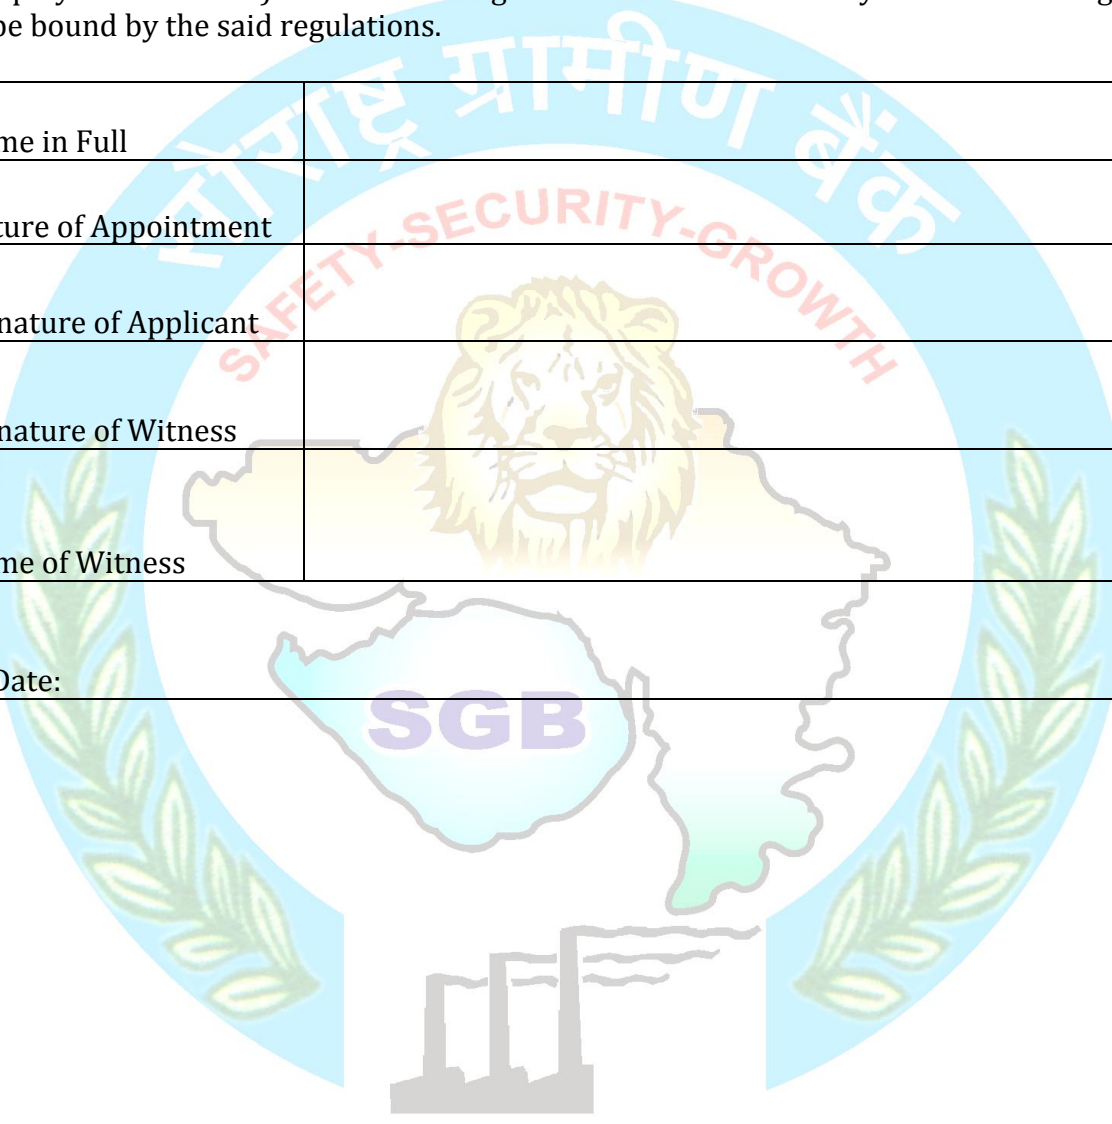 be bound by the said regulations.
सौराष्ट्र ग्रामीण बैंक
SAFETY-SECURITY-GROWTH
me in Full
ture of Appointment
nature of Applicant
nature of Witness
me of Witness
Date:
SGB